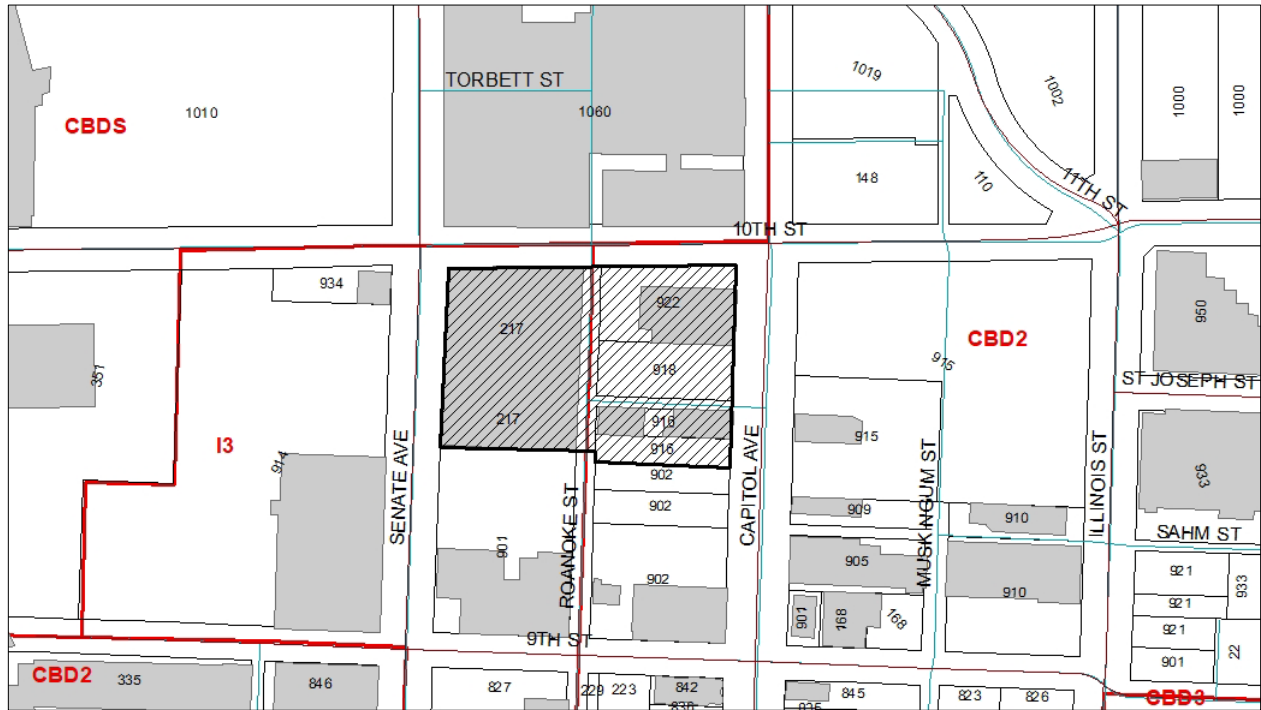 TORBETT ST
1010
CBDS
1060
1019
1002
1000
1000
148
110
11TH ST
10TH ST
934
217
922
950
351
918
CBD2
915
ST JOSEPH ST
217
916
916
915
I3
914
SENATE AVE
902
902
933
ROANOKE ST
CAPITOL AVE
MUSKINGUM ST
ILLINOIS ST
909
910
SAHM ST
901
902
905
910
921
933
921
921
901
22
901
168
168
9TH ST
CBD2
335
846
827
229
223
842
845
823
826
CBD3